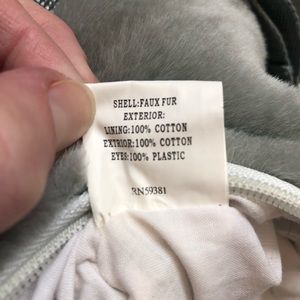 SHELL:FAUX FUR
EXTERIOR:
LINING:100% COTTON
EXTRIOR:100% COTTON
EYES:100% PLASTIC
RN59381